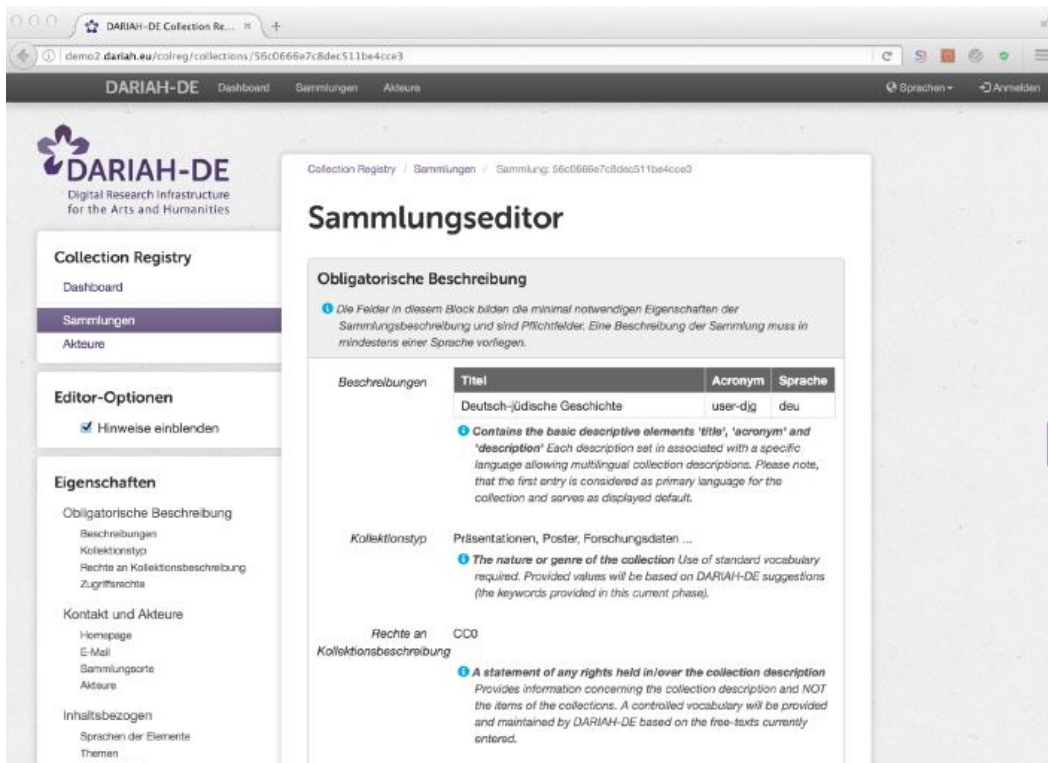 DARIAH-DE Collection Re...
demo2.dariah.eu/colreg/collections/56c0666e7c8dec511be4cce3
DARIAH-DE Dashboard Sammlungen Akteure Sprachen Anmelden
DARIAH-DE
Digital Research Infrastructure
for the Arts and Humanities
Collection Registry
Dashboard
Sammlungen
Akteure
Editor-Optionen
Hinweise einblenden
Eigenschaften
Obligatorische Beschreibung
Beschreibungen
Kollektionstyp
Rechte an Kollektionsbeschreibung
Zugriffsrechte
Kontakt und Akteure
Homepage
E-Mail
Sammlungsorte
Akteure
Inhaltsbezogen
Sprachen der Elemente
Themen
Collection Registry / Sammlungen / Sammlung: 56c0666e7c8dec511be4cce3
Sammlungseditor
Obligatorische Beschreibung
Die Felder in diesem Block bilden die minimal notwendigen Eigenschaften der
Sammlungsbeschreibung und sind Pflichtfelder. Eine Beschreibung der Sammlung muss in
mindestens einer Sprache vorliegen.
Beschreibungen
Titel Acronym Sprache
Deutsch-jüdische Geschichte user-djg deu
Contains the basic descriptive elements 'title', 'acronym' and
'description' Each description set in associated with a specific
language allowing multilingual collection descriptions. Please note,
that the first entry is considered as primary language for the
collection and serves as displayed default.
Kollektionstyp Präsentationen, Poster, Forschungsdaten ...
The nature or genre of the collection Use of standard vocabulary
required. Provided values will be based on DARIAH-DE suggestions
(the keywords provided in this current phase).
Rechte an CC0
Kollektionsbeschreibung
A statement of any rights held in/over the collection description
Provides information concerning the collection description and NOT
the items of the collections. A controlled vocabulary will be provided
and maintained by DARIAH-DE based on the free-texts currently
entered.